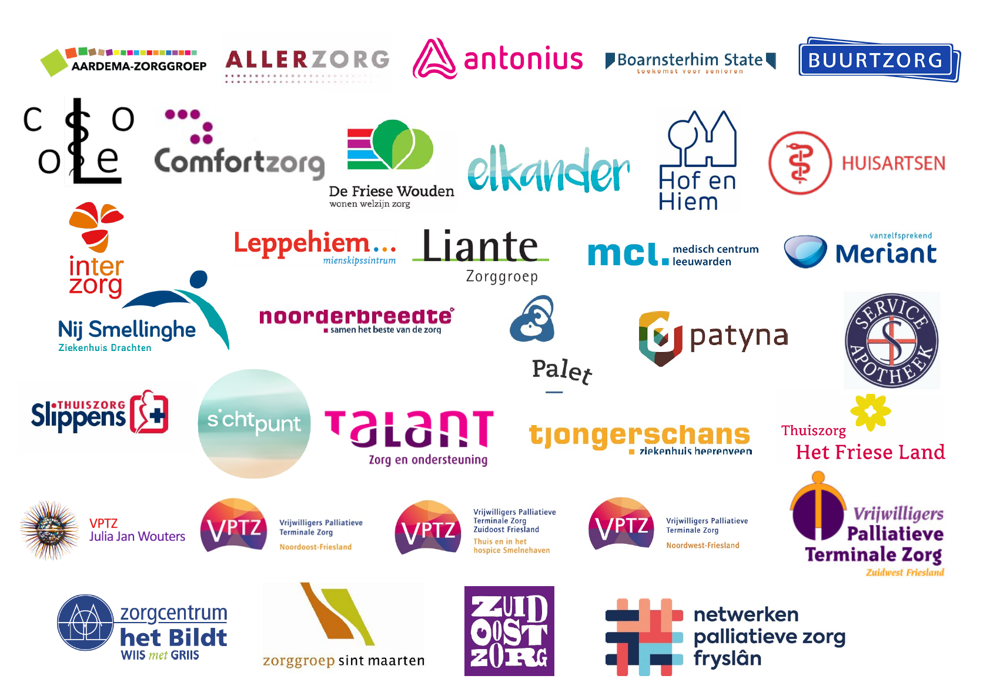 AARDEMA-ZORGGROEP
ALLERZORG
antonius
Boarnsterhim State
toekomst voor senioren
BUURTZORG
c o
o L e
Comfortzorg
De Friese Wouden
wonen welzijn zorg
elkander
Hof en
Hiem
HUISARTSEN
inter
zorg
Leppehiem...
mienskipssintrum
Liante
Zorggroep
mcl.
medisch centrum
leeuwarden
vanzelfsprekend
Meriant
Nij Smellinghe
Ziekenhuis Drachten
noorderbreedte
samen het beste van de zorg
Palet
patyna
SERVICE
APOTHEEK
THUISZORG
Slippens
sichtpunt
TaLanT
Zorg en ondersteuning
tjongerschans
ziekenhuis heerenveen
Thuiszorg
Het Friese Land
VPTZ
Julia Jan Wouters
VPTZ
Vrijwilligers Palliatieve
Terminale Zorg
Noordoost-Friesland
VPTZ
Vrijwilligers Palliatieve
Terminale Zorg
Zuidoost Friesland
Thuis en in het
hospice Smelnehaven
VPTZ
Vrijwilligers Palliatieve
Terminale Zorg
Noordwest-Friesland
Vrijwilligers
Palliatieve
Terminale Zorg
Zuidwest Friesland
zorgcentrum
het Bildt
WIIS met GRIIS
zorggroep sint maarten
ZUID
OOST
ZORG
netwerken
palliatieve zorg
fryslân